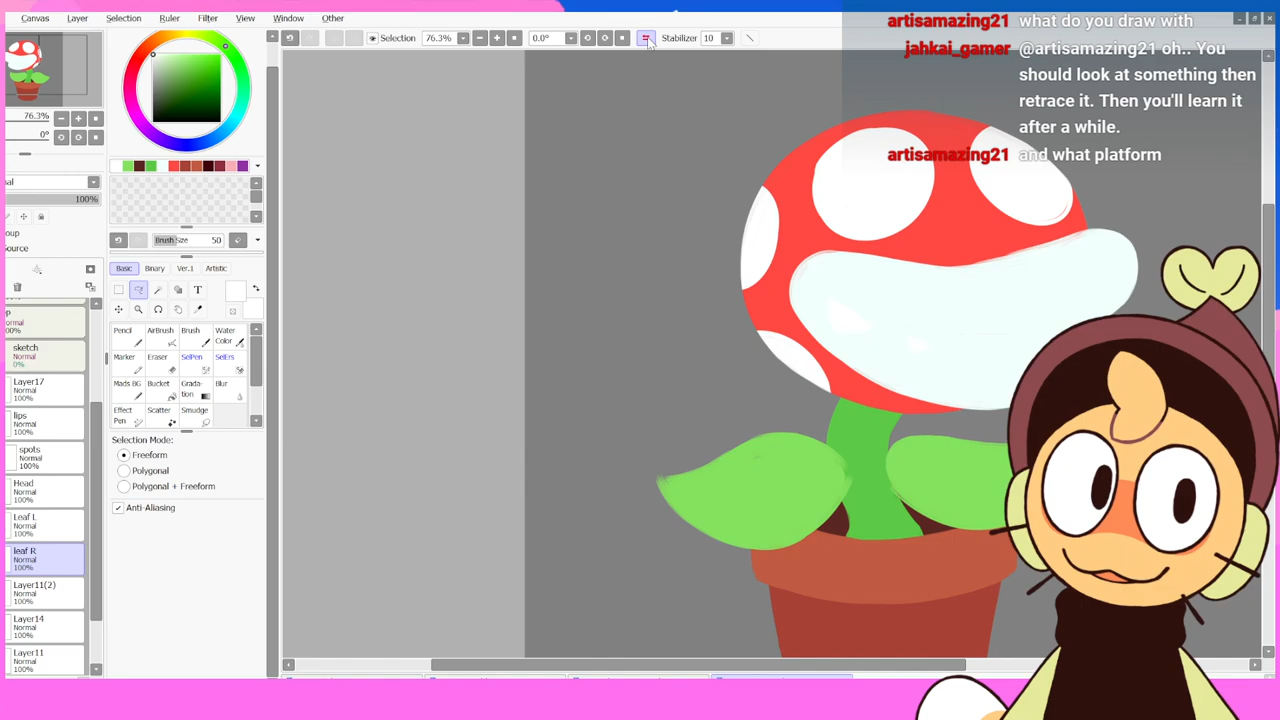 Canvas Layer Selection Ruler Filter View Window Other
Selection 76.3% 0.0° Stabilizer 10
artisamazing21 what do you draw with
jahkai_gamer @artisamazing21 oh.. You
should look at something then
retrace it. Then you'll learn it
after a while.
artisamazing21 and what platform
76.3%
0°
100%
Brush Size 50
Basic Binary Ver.1 Artistic
T
Pencil AirBrush Brush Water Color
Marker Eraser SelPen SelErs
Mads BG Bucket Grada-tion Blur
Effect Pen Scatter Smudge
Selection Mode:
Freeform
Polygonal
Polygonal + Freeform
Anti-Aliasing
sketch
Normal
0%
Layer17
Normal
100%
lips
Normal
100%
spots
Normal
100%
Head
Normal
100%
Leaf L
Normal
100%
leaf R
Normal
100%
Layer11(2)
Normal
100%
Layer14
Normal
100%
Layer11
Normal
100%